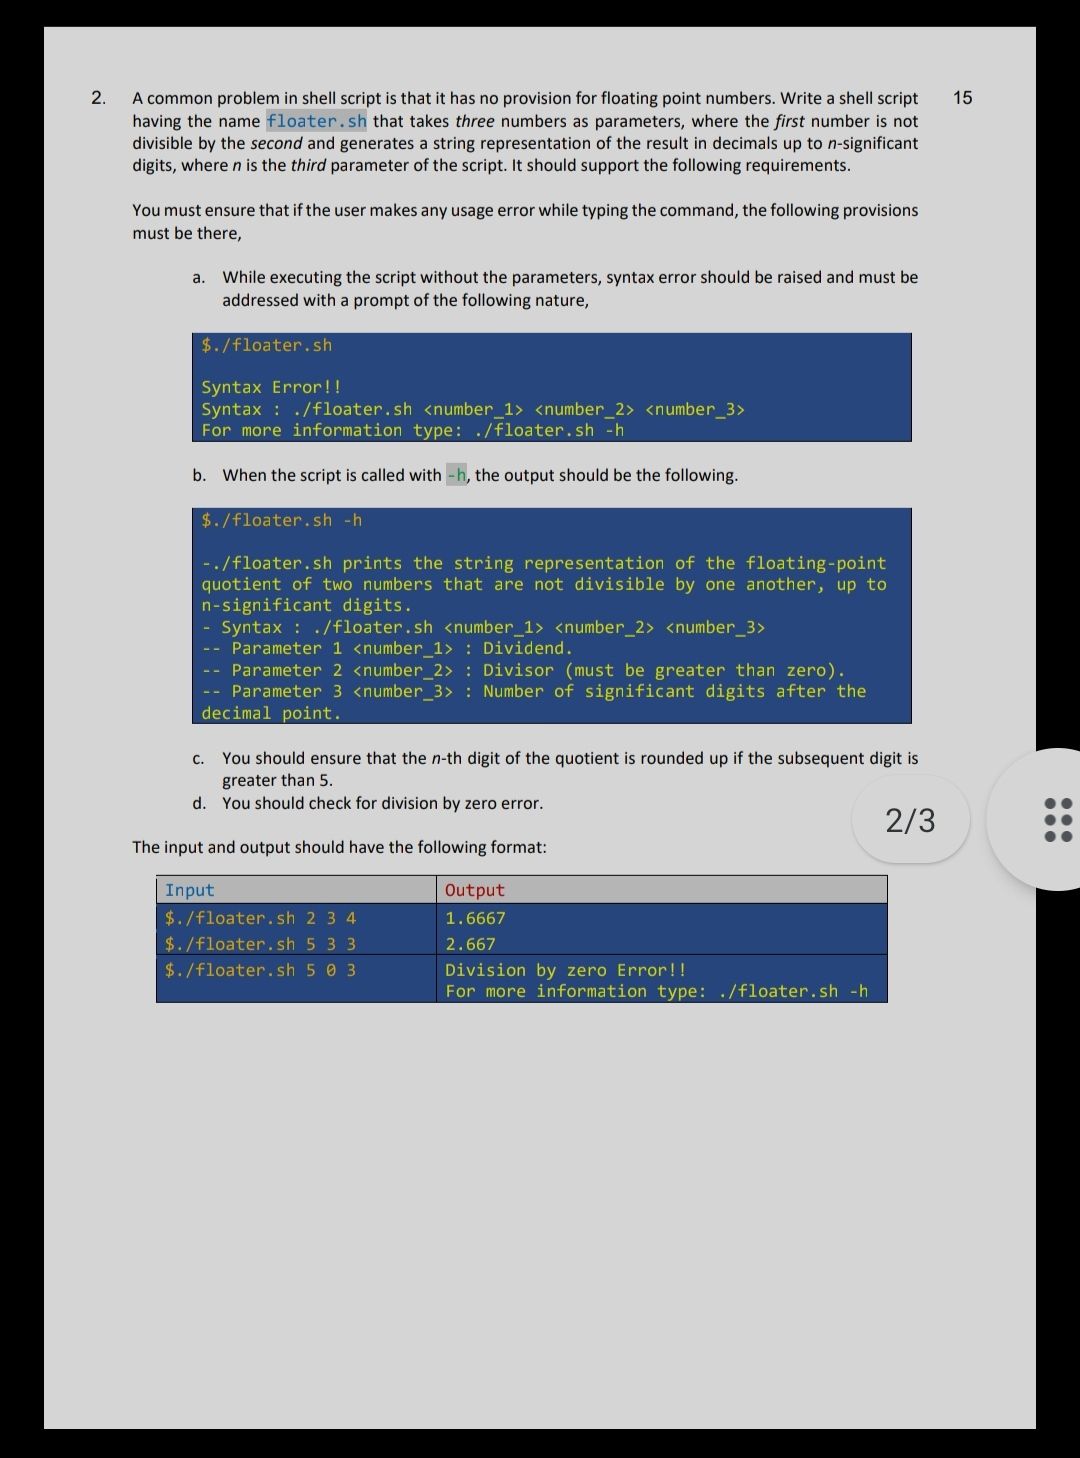 2. A common problem in shell script is that it has no provision for floating point numbers. Write a shell script 15
having the name floater.sh that takes three numbers as parameters, where the first number is not
divisible by the second and generates a string representation of the result in decimals up to n-significant
digits, where n is the third parameter of the script. It should support the following requirements.
You must ensure that if the user makes any usage error while typing the command, the following provisions
must be there,
a. While executing the script without the parameters, syntax error should be raised and must be
addressed with a prompt of the following nature,
$./floater.sh
Syntax Error!!
Syntax : ./floater.sh <number_1> <number_2> <number_3>
For more information type: ./floater.sh -h
b. When the script is called with -h, the output should be the following.
$./floater.sh -h
-./floater.sh prints the string representation of the floating-point
quotient of two numbers that are not divisible by one another, up to
n-significant digits.
- Syntax : ./floater.sh <number_1> <number_2> <number_3>
-- Parameter 1 <number_1> : Dividend.
-- Parameter 2 <number_2> : Divisor (must be greater than zero).
-- Parameter 3 <number_3> : Number of significant digits after the
decimal point.
c. You should ensure that the n-th digit of the quotient is rounded up if the subsequent digit is
greater than 5.
d. You should check for division by zero error.
2/3
The input and output should have the following format:
Input Output
$./floater.sh 2 3 4 1.6667
$./floater.sh 5 3 3 2.667
$./floater.sh 5 0 3 Division by zero Error!!
For more information type: ./floater.sh -h